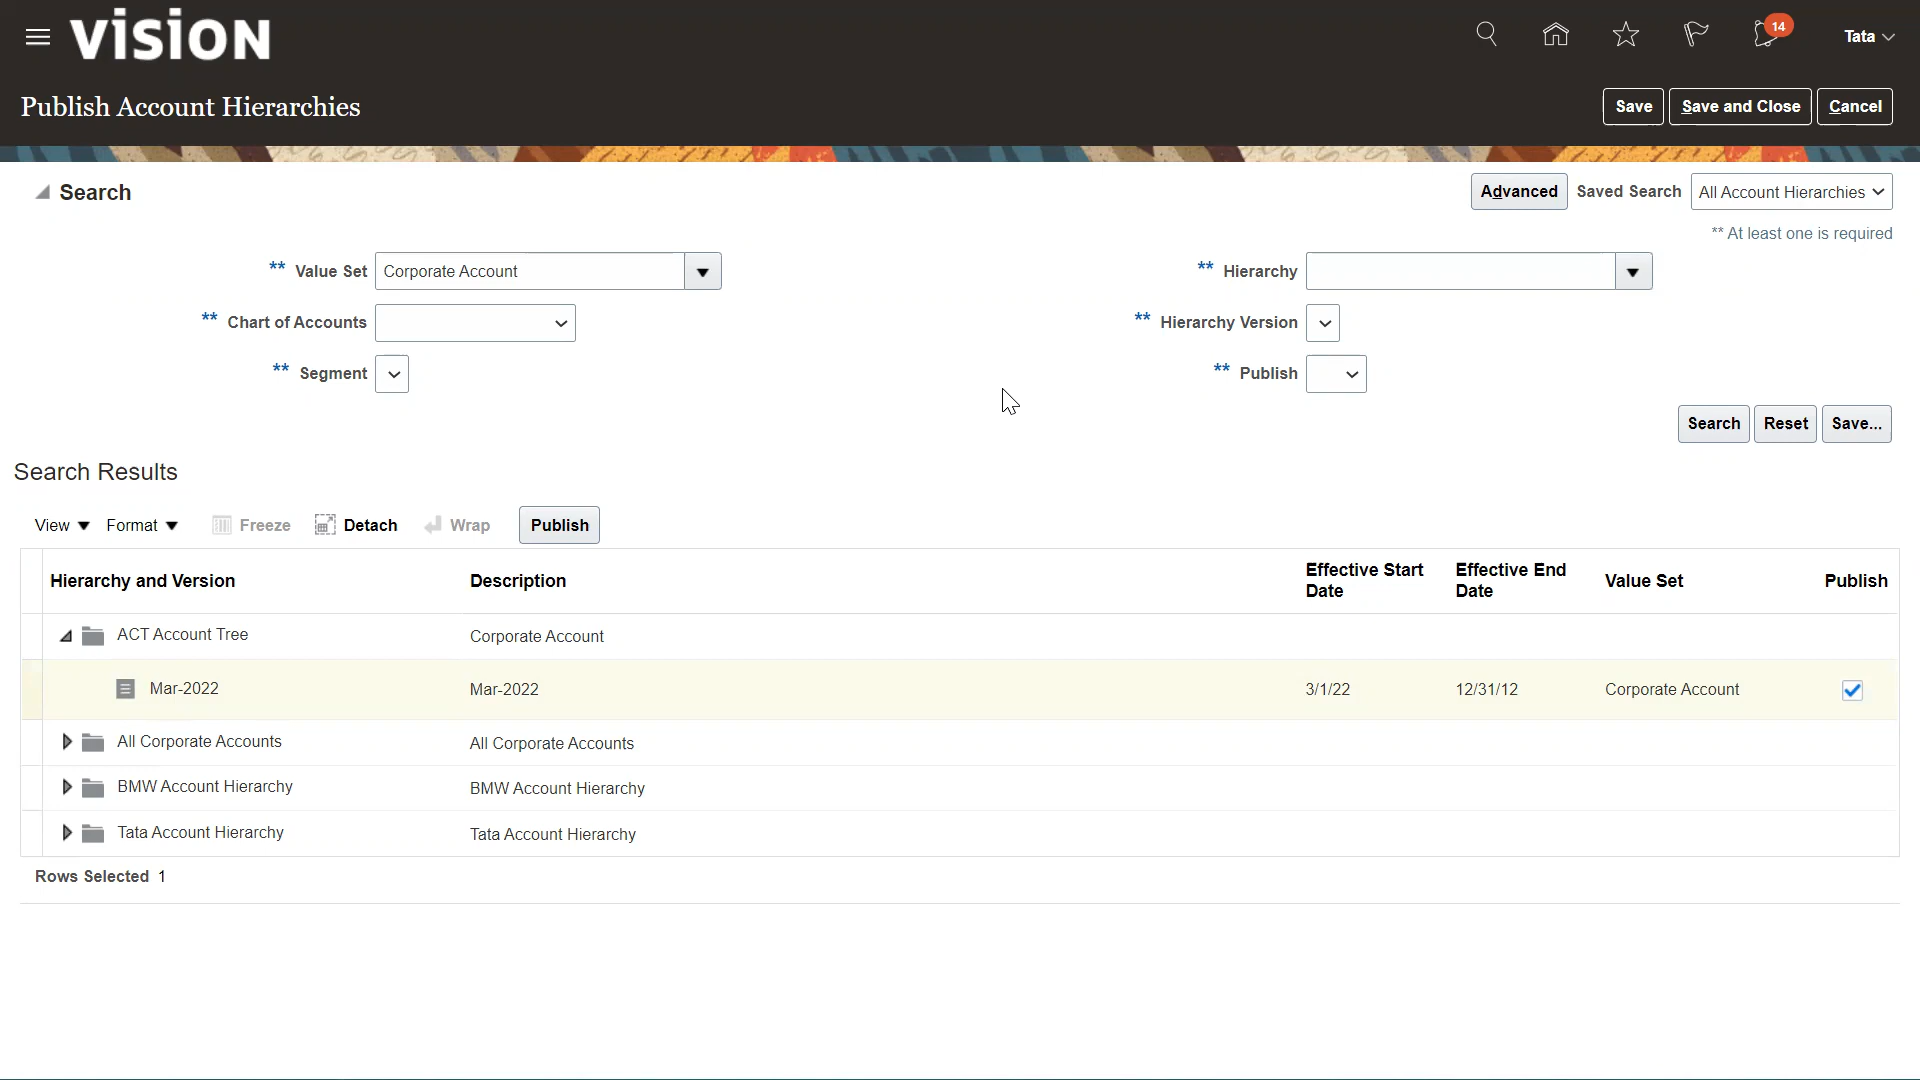 VISION
14
Tata
Publish Account Hierarchies
Save
Save and Close
Cancel
Search
Advanced
Saved Search
All Account Hierarchies
** At least one is required
** Value Set
Corporate Account
** Hierarchy
** Chart of Accounts
** Hierarchy Version
** Segment
** Publish
Search
Reset
Save...
Search Results
View
Format
Freeze
Detach
Wrap
Publish
Hierarchy and Version
Description
Effective Start
Date
Effective End
Date
Value Set
Publish
ACT Account Tree
Corporate Account
Mar-2022
Mar-2022
3/1/22
12/31/12
Corporate Account
All Corporate Accounts
All Corporate Accounts
BMW Account Hierarchy
BMW Account Hierarchy
Tata Account Hierarchy
Tata Account Hierarchy
Rows Selected 1